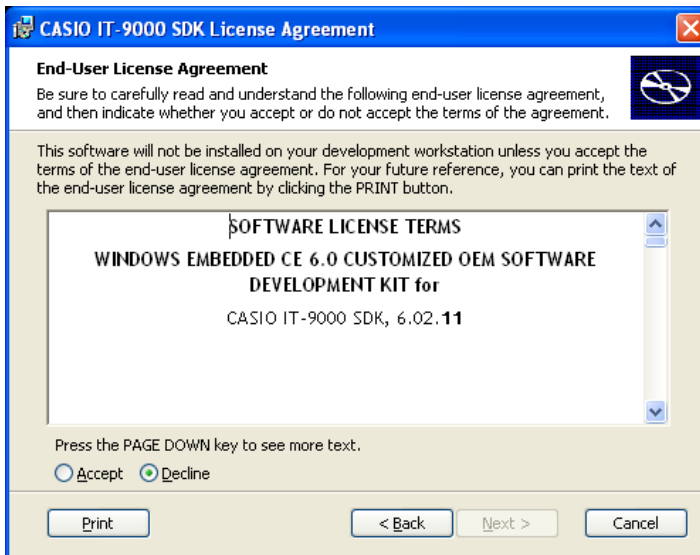 CASIO IT-9000 SDK License Agreement
End-User License Agreement
Be sure to carefully read and understand the following end-user license agreement,
and then indicate whether you accept or do not accept the terms of the agreement.
This software will not be installed on your development workstation unless you accept the
terms of the end-user license agreement. For your future reference, you can print the text of
the end-user license agreement by clicking the PRINT button.
SOFTWARE LICENSE TERMS
WINDOWS EMBEDDED CE 6.0 CUSTOMIZED OEM SOFTWARE
DEVELOPMENT KIT for
CASIO IT-9000 SDK, 6.02.11
Press the PAGE DOWN key to see more text.
Accept Decline
Print < Back Next > Cancel